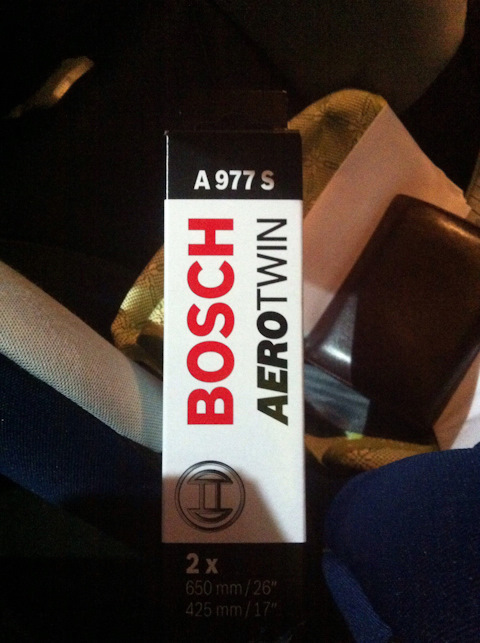 A 977 S
BOSCH
AEROTWIN
2 x
650 mm / 26"
425 mm / 17"